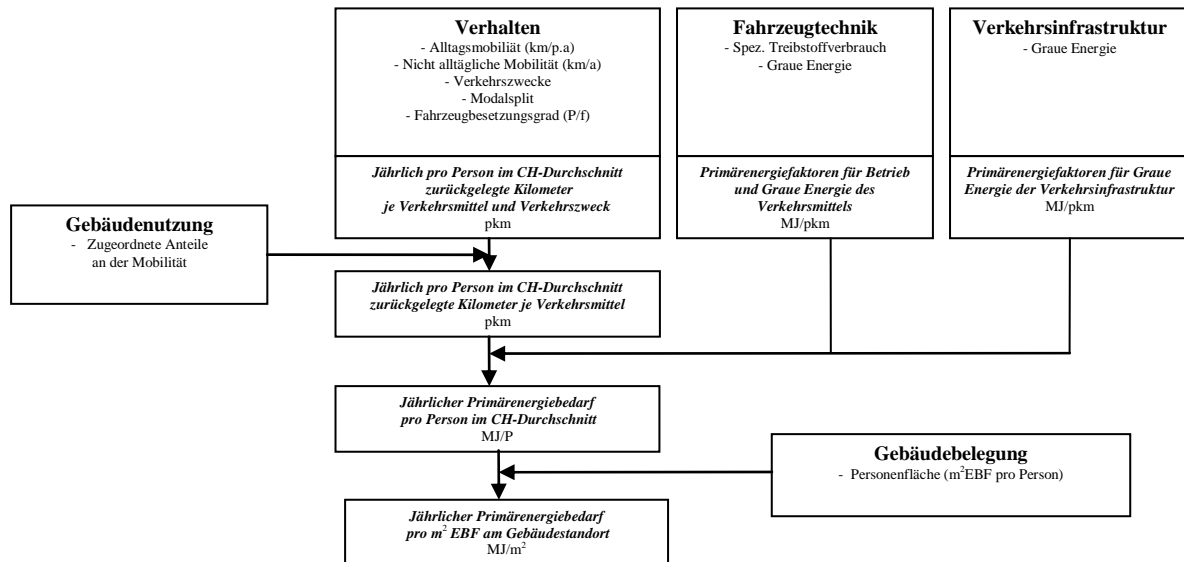 Verhalten
- Alltagsmobiliät (km/p.a)
- Nicht alltägliche Mobilität (km/a)
- Verkehrszwecke
- Modalsplit
- Fahrzeugbesetzungsgrad (P/f)
Jährlich pro Person im CH-Durchschnitt
zurückgelegte Kilometer
je Verkehrsmittel und Verkehrszweck
pkm
Fahrzeugtechnik
- Spez. Treibstoffverbrauch
- Graue Energie
Primärenergiefaktoren für Betrieb
und Graue Energie des
Verkehrsmittels
MJ/pkm
Verkehrsinfrastruktur
- Graue Energie
Primärenergiefaktoren für Graue
Energie der Verkehrsinfrastruktur
MJ/pkm
Gebäudenutzung
- Zugeordnete Anteile
an der Mobilität
Jährlich pro Person im CH-Durchschnitt
zurückgelegte Kilometer je Verkehrsmittel
pkm
Jährlicher Primärenergiebedarf
pro Person im CH-Durchschnitt
MJ/P
Gebäudebelegung
- Personenfläche (m²EBF pro Person)
Jährlicher Primärenergiebedarf
pro m² EBF am Gebäudestandort
MJ/m²